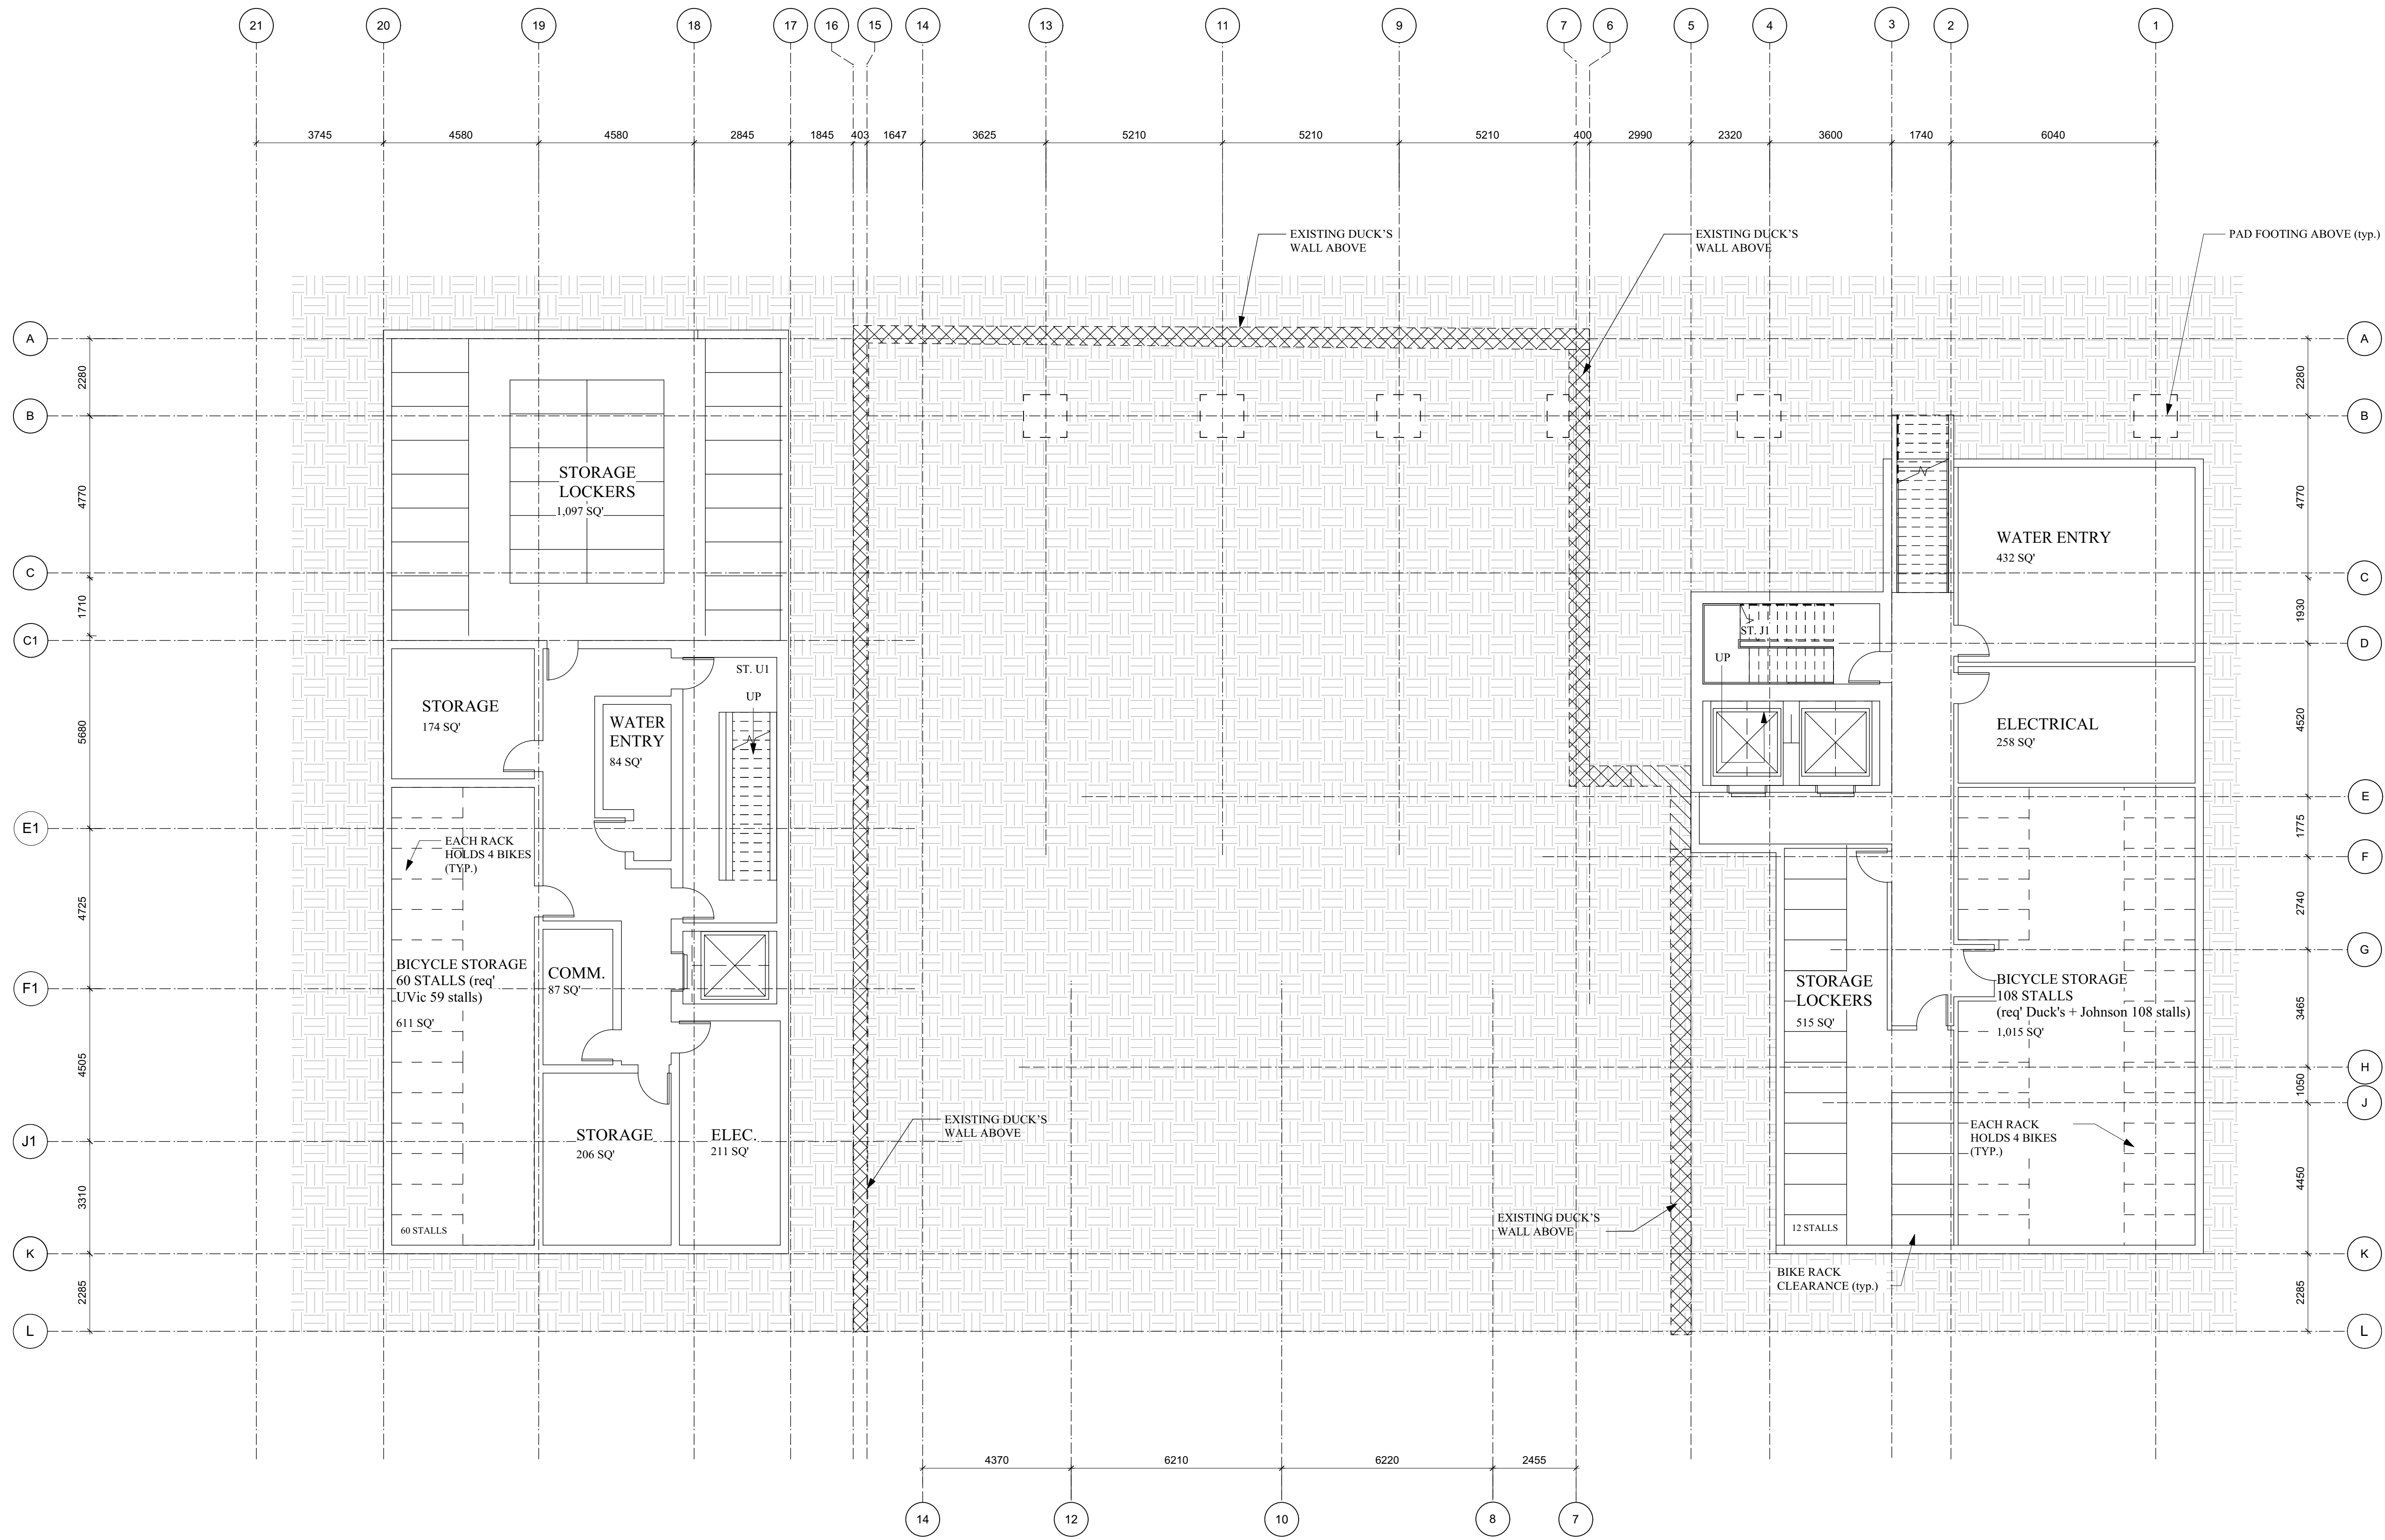 21 20 19 18 17 16 15 14 13 11 9 7 6 5 4 3 2 1
3745 4580 4580 2845 1845 403 1647 3625 5210 5210 5210 400 2990 2320 3600 1740 6040
EXISTING DUCK'S
WALL ABOVE
EXISTING DUCK'S
WALL ABOVE
PAD FOOTING ABOVE (typ.)
A
2280
B
4770
C
1710
C1
5680
E1
4725
F1
4505
J1
3310
K
2285
L
STORAGE
LOCKERS
1,097 SQ'
STORAGE
174 SQ'
WATER
ENTRY
84 SQ'
ST. U1
UP
EACH RACK
HOLDS 4 BIKES
(TYP.)
BICYCLE STORAGE
60 STALLS (req'
UVic 59 stalls)
611 SQ'
60 STALLS
COMM.
87 SQ'
STORAGE
206 SQ'
ELEC.
211 SQ'
EXISTING DUCK'S
WALL ABOVE
EXISTING DUCK'S
WALL ABOVE
ST. J1
UP
WATER ENTRY
432 SQ'
ELECTRICAL
258 SQ'
STORAGE
LOCKERS
515 SQ'
12 STALLS
BICYCLE STORAGE
108 STALLS
(req' Duck's + Johnson 108 stalls)
1,015 SQ'
EACH RACK
HOLDS 4 BIKES
(TYP.)
BIKE RACK
CLEARANCE (typ.)
A
2280
B
4770
C
1930
D
4520
E
1775
F
2740
G
3465
H
1050
J
4450
K
2285
L
4370 6210 6220 2455
14 12 10 8 7